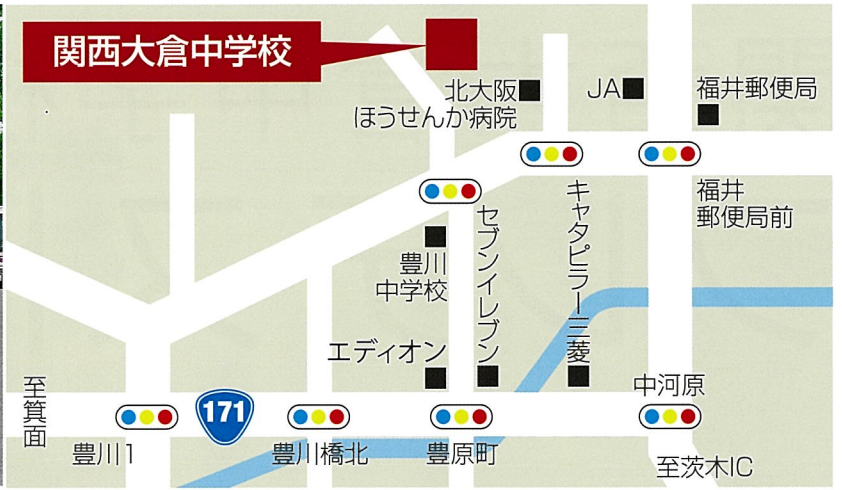 関西大倉中学校
北大阪
ほうせんか病院
JA
福井郵便局
福井
郵便局前
キャタピラー三菱
セブンイレブン
豊川
中学校
エディオン
中河原
至箕面
171
豊川1
豊川橋北
豊原町
至茨木IC